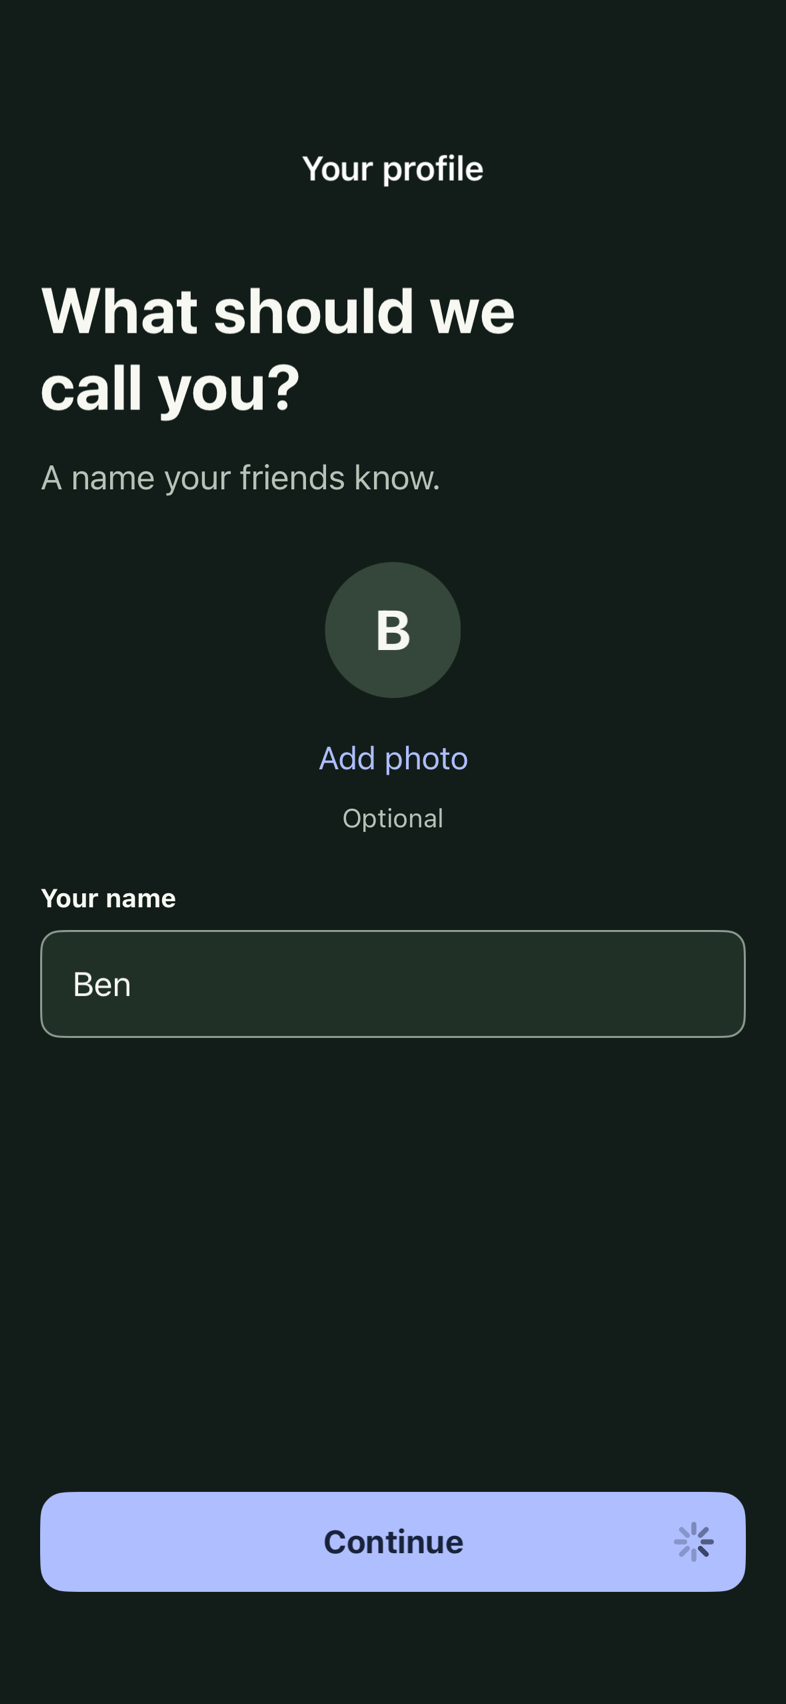 Your profile
What should we
call you?
A name your friends know.
B
Add photo
Optional
Your name
Ben
Continue